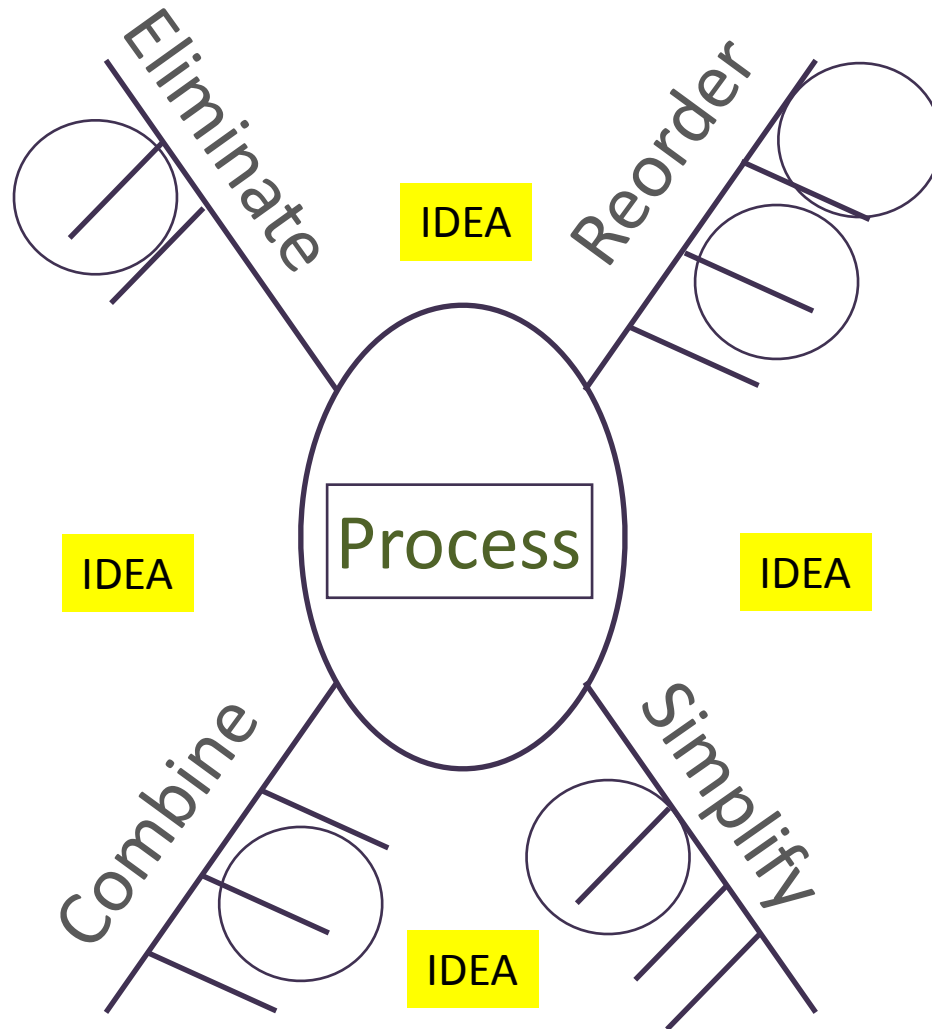 Eliminate
Reorder
IDEA
Process
IDEA
IDEA
Combine
Simplify
IDEA